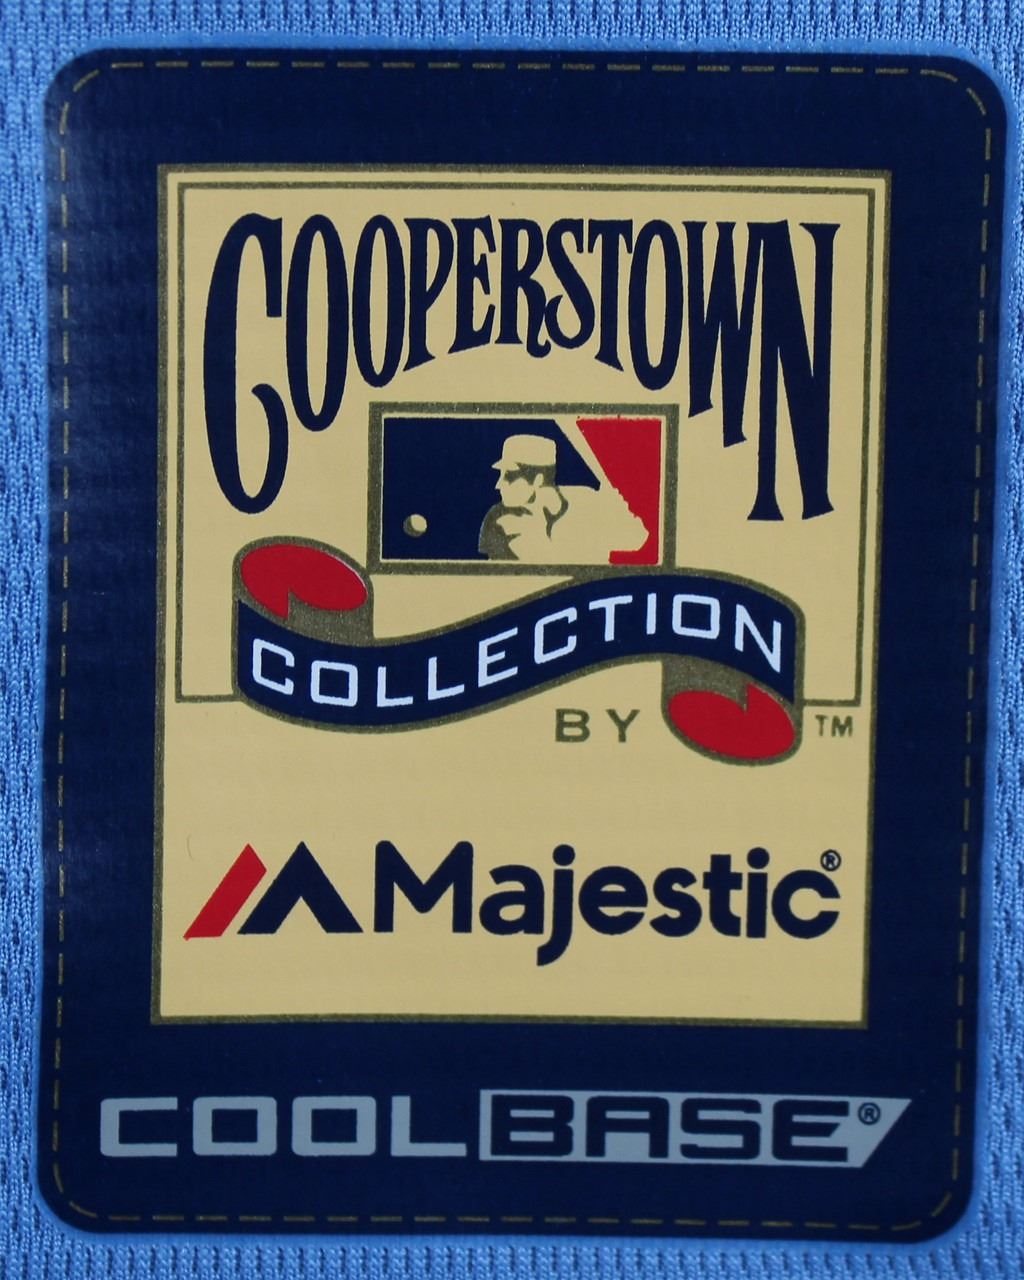 COOPERSTOWN
COLLECTION
BY ™
Majestic®
COOLBASE®